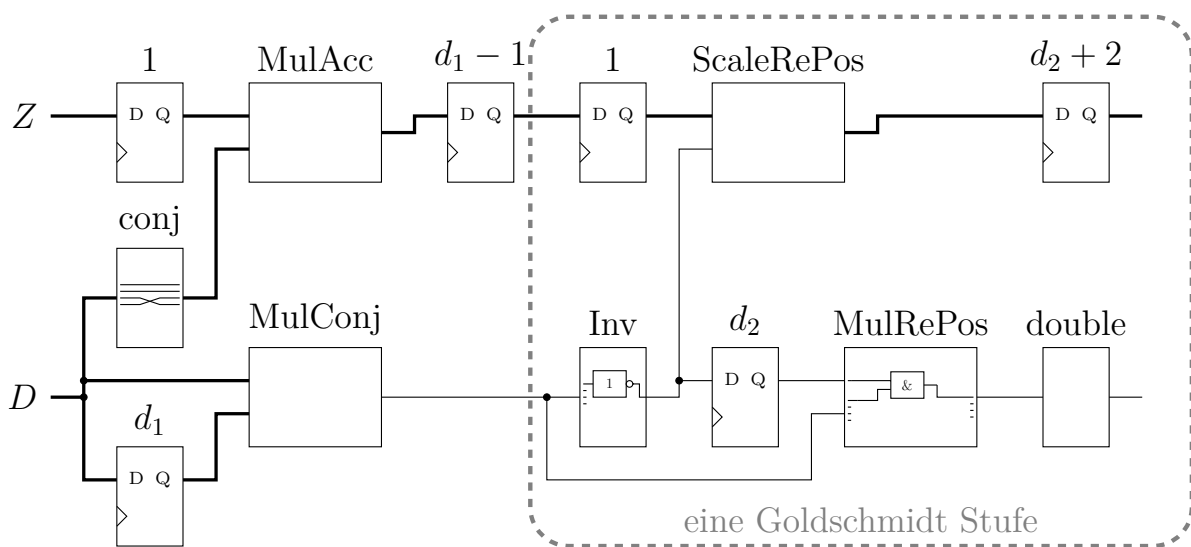 1
MulAcc
d₁ − 1
1
ScaleRePos
d₂ + 2
Z
D Q
D Q
D Q
D Q
conj
MulConj
Inv
d₂
MulRePos
double
D
1
D Q
&
d₁
D Q
eine Goldschmidt Stufe